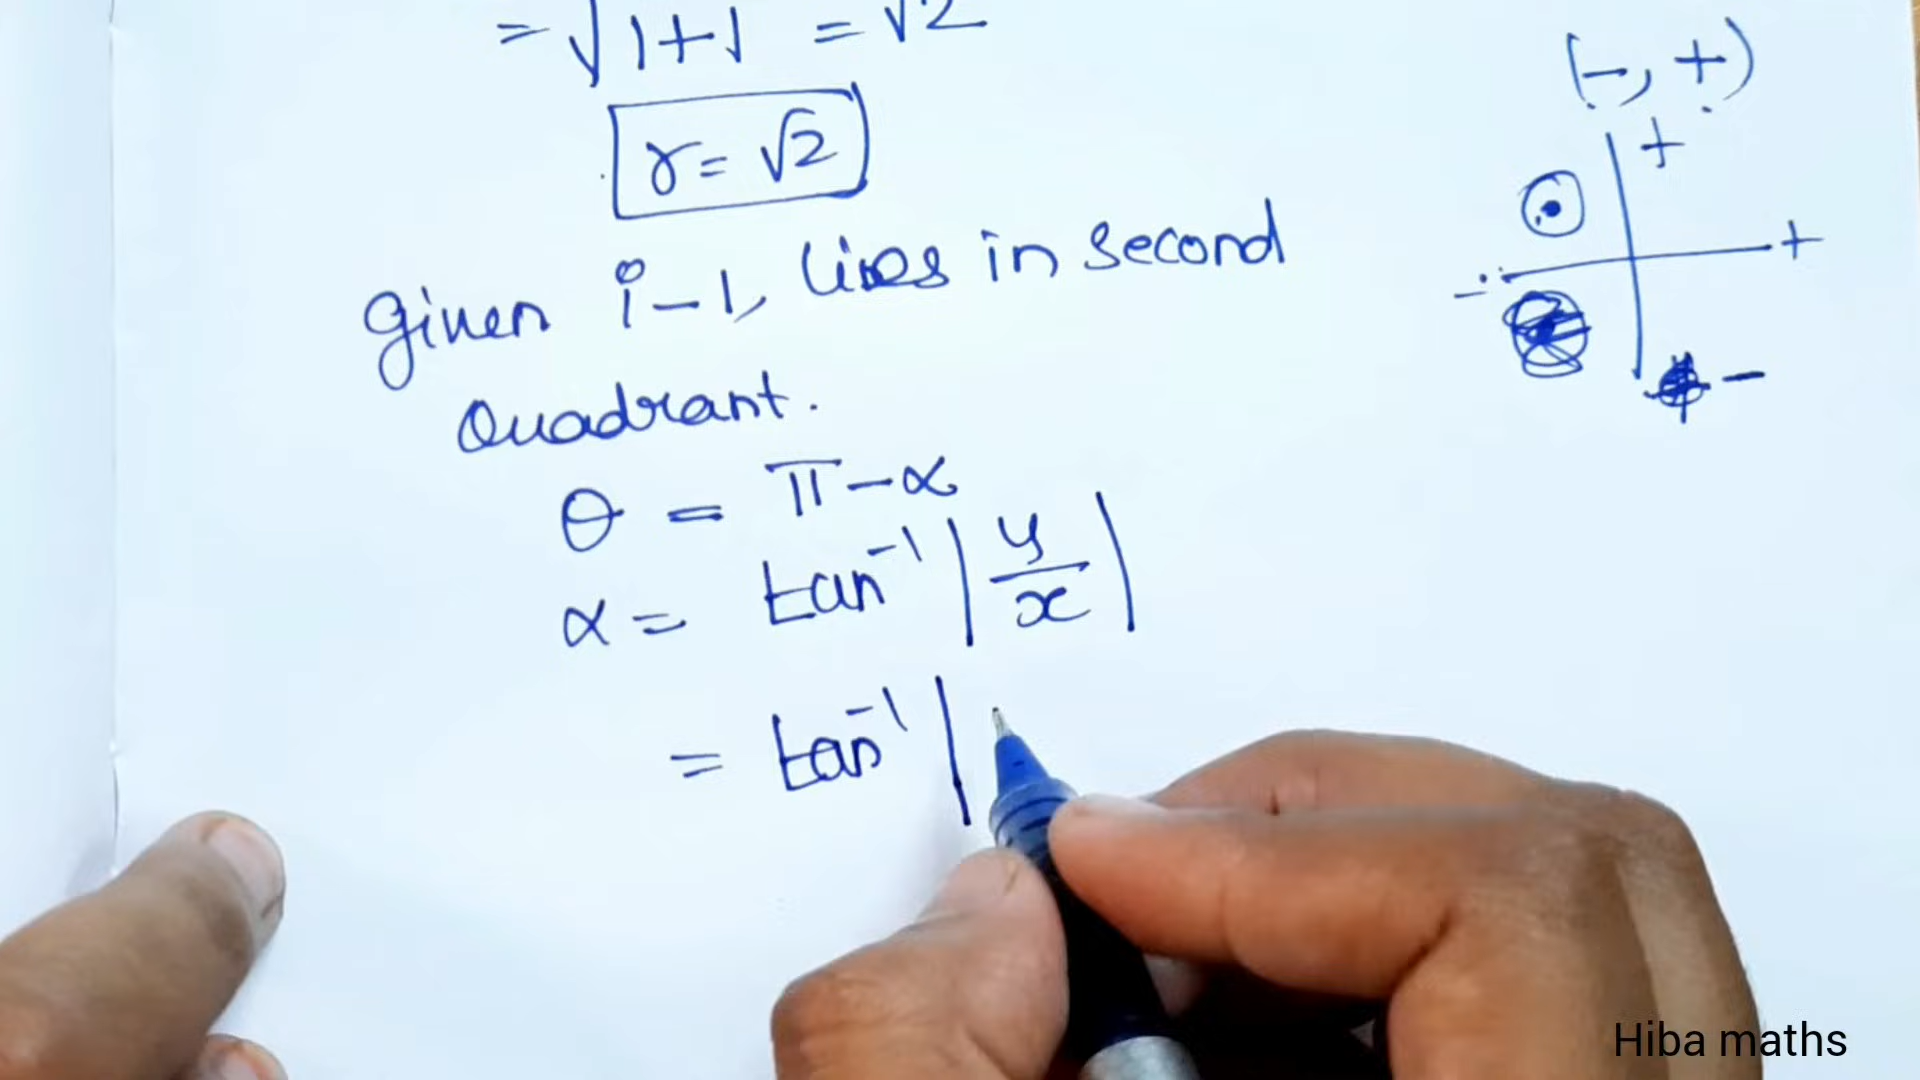 = √1+1 = √2
r = √2
Given i-1, lies in second
Quadrant.
θ = π-α
α = tan⁻¹ |y/x|
= tan⁻¹ |
(-, +)
+
- +
-
Hiba maths